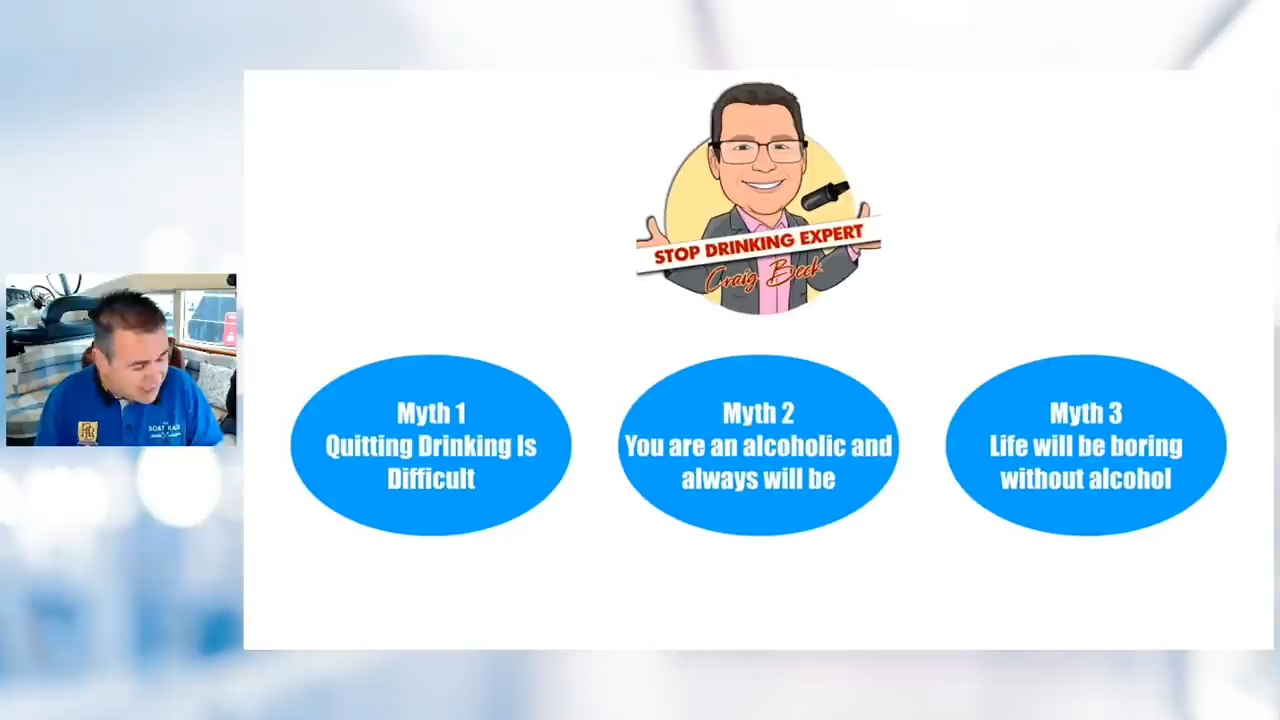 STOP DRINKING EXPERT
Craig Beck
Myth 1
Quitting Drinking Is
Difficult
Myth 2
You are an alcoholic and
always will be
Myth 3
Life will be boring
without alcohol